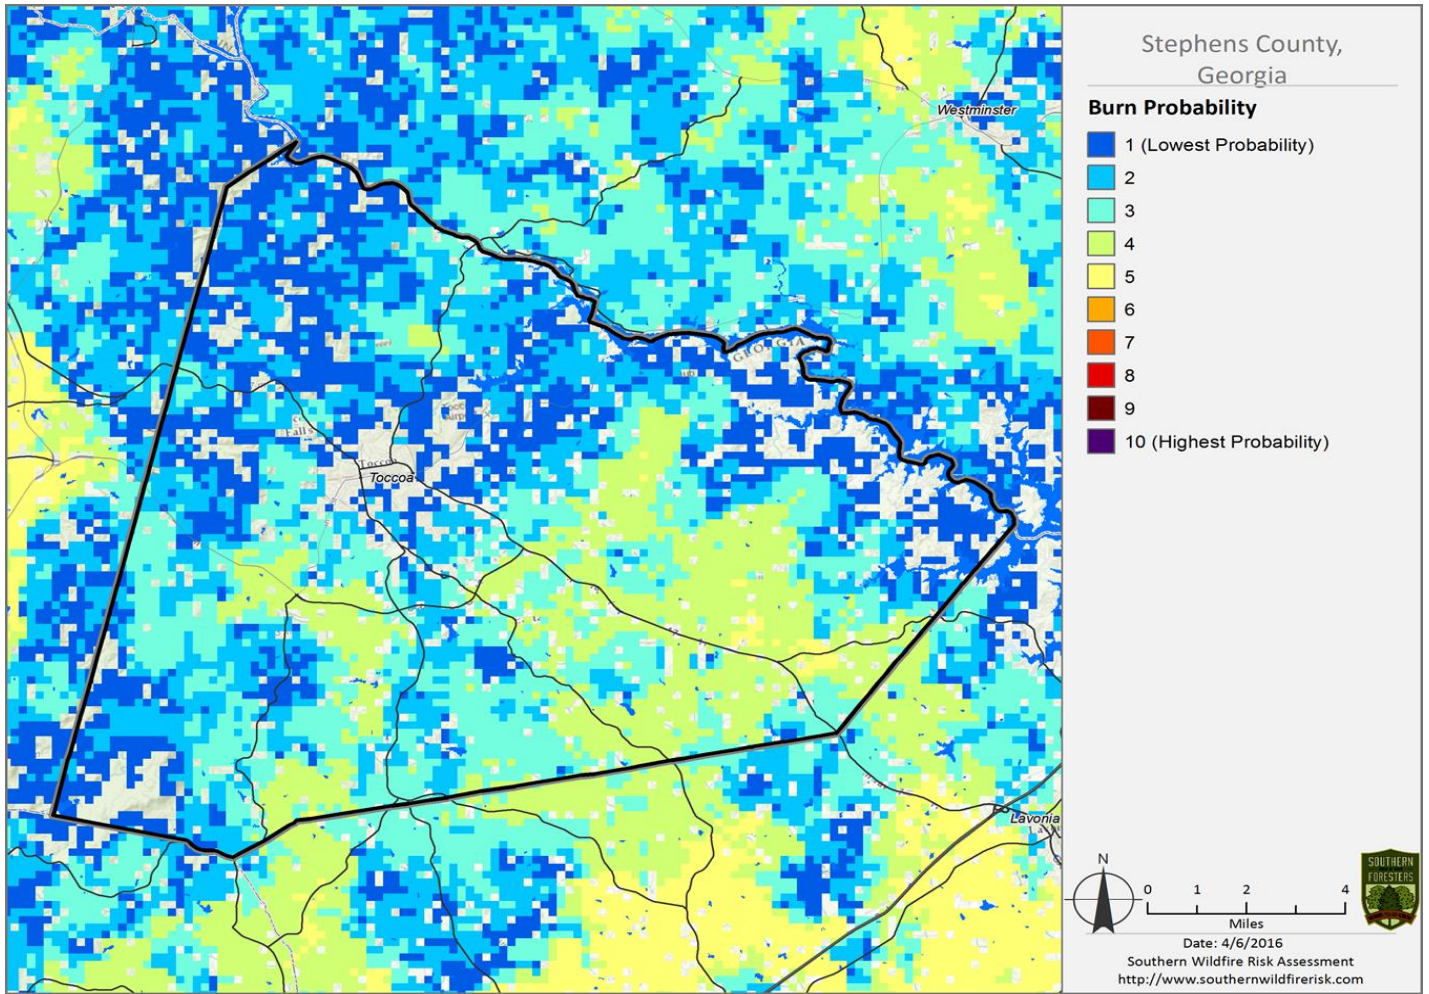 Stephens County,
Georgia
Burn Probability
1 (Lowest Probability)
2
3
4
5
6
7
8
9
10 (Highest Probability)
Westminster
GEORGIA
Falls
Toccoa
Toccoa
Lavonia
N
0 1 2 4
Miles
Date: 4/6/2016
Southern Wildfire Risk Assessment
http://www.southernwildfirerisk.com
SOUTHERN
FORESTERS